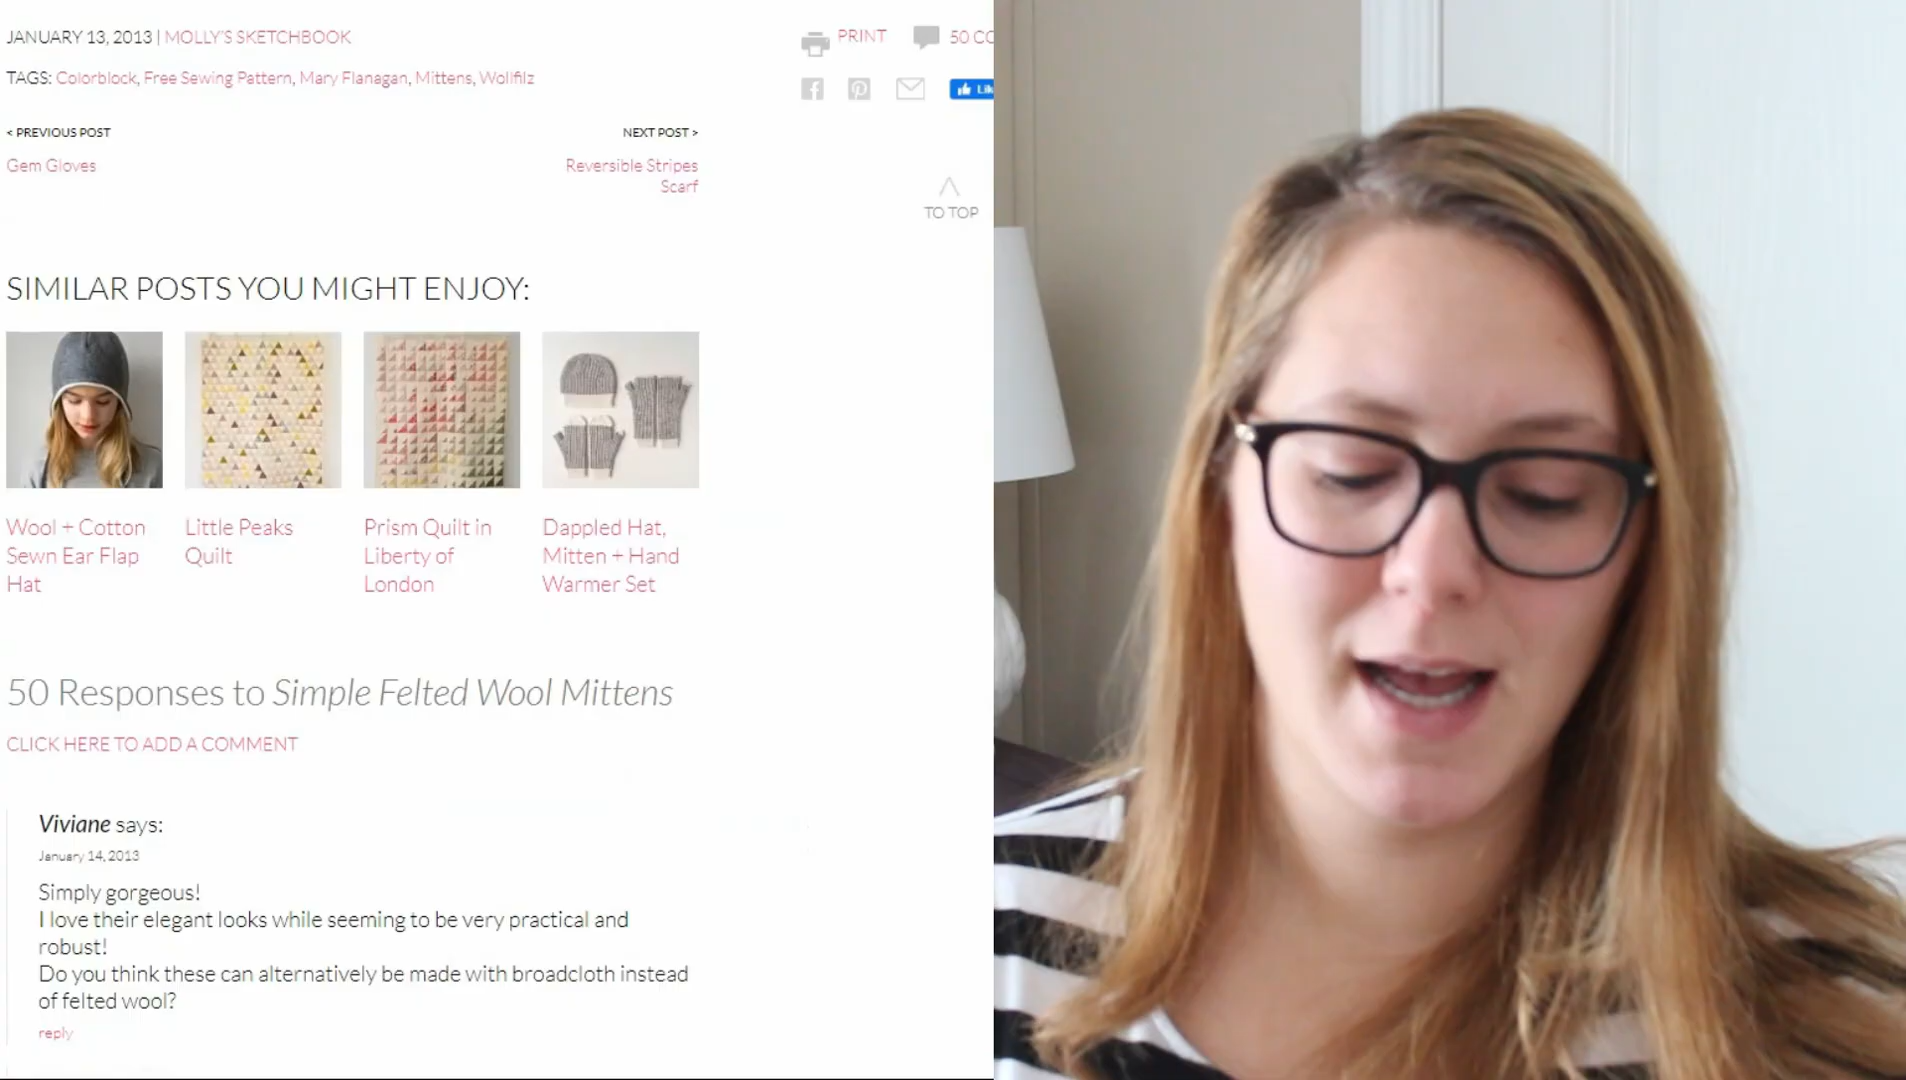 JANUARY 13, 2013 | MOLLY'S SKETCHBOOK
PRINT
50 CO
TAGS: Colorblock, Free Sewing Pattern, Mary Flanagan, Mittens, Wollfilz
Lik
< PREVIOUS POST
NEXT POST >
Gem Gloves
Reversible Stripes
Scarf
TO TOP
SIMILAR POSTS YOU MIGHT ENJOY:
Wool + Cotton
Sewn Ear Flap
Hat
Little Peaks
Quilt
Prism Quilt in
Liberty of
London
Dappled Hat,
Mitten + Hand
Warmer Set
50 Responses to Simple Felted Wool Mittens
CLICK HERE TO ADD A COMMENT
Viviane says:
January 14, 2013
Simply gorgeous!
I love their elegant looks while seeming to be very practical and
robust!
Do you think these can alternatively be made with broadcloth instead
of felted wool?
reply